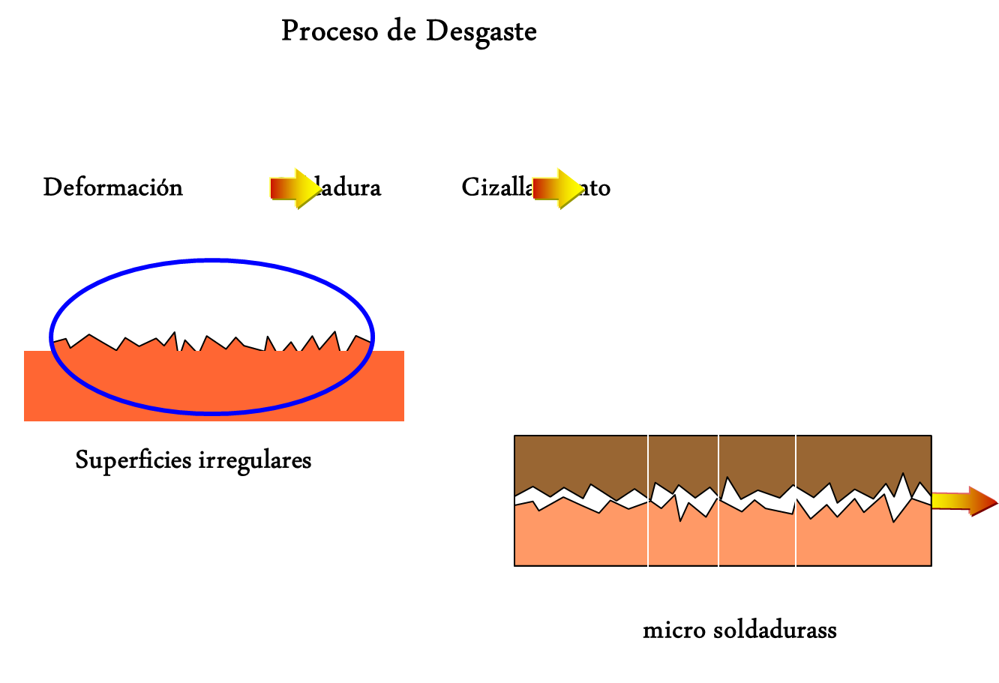 Proceso de Desgaste
Deformación
Superficies irregulares
micro soldadurass